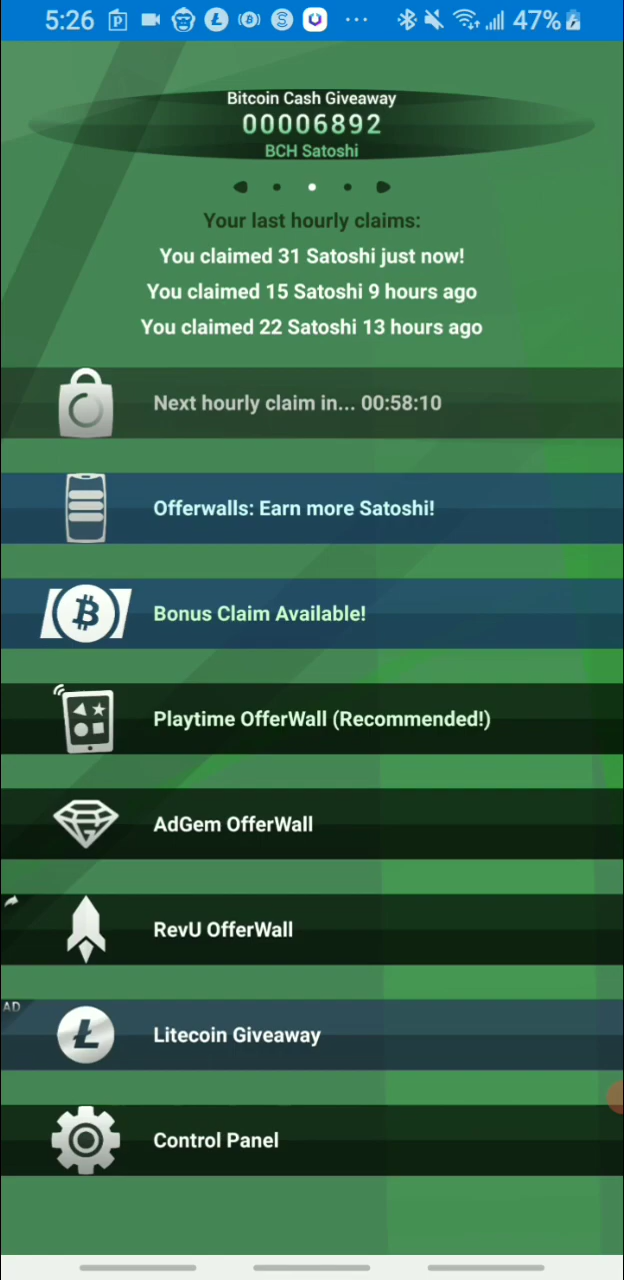 5:26
47%
Bitcoin Cash Giveaway
00006892
BCH Satoshi
Your last hourly claims:
You claimed 31 Satoshi just now!
You claimed 15 Satoshi 9 hours ago
You claimed 22 Satoshi 13 hours ago
Next hourly claim in... 00:58:10
Offerwalls: Earn more Satoshi!
Bonus Claim Available!
Playtime OfferWall (Recommended!)
AdGem OfferWall
RevU OfferWall
AD
Litecoin Giveaway
Control Panel